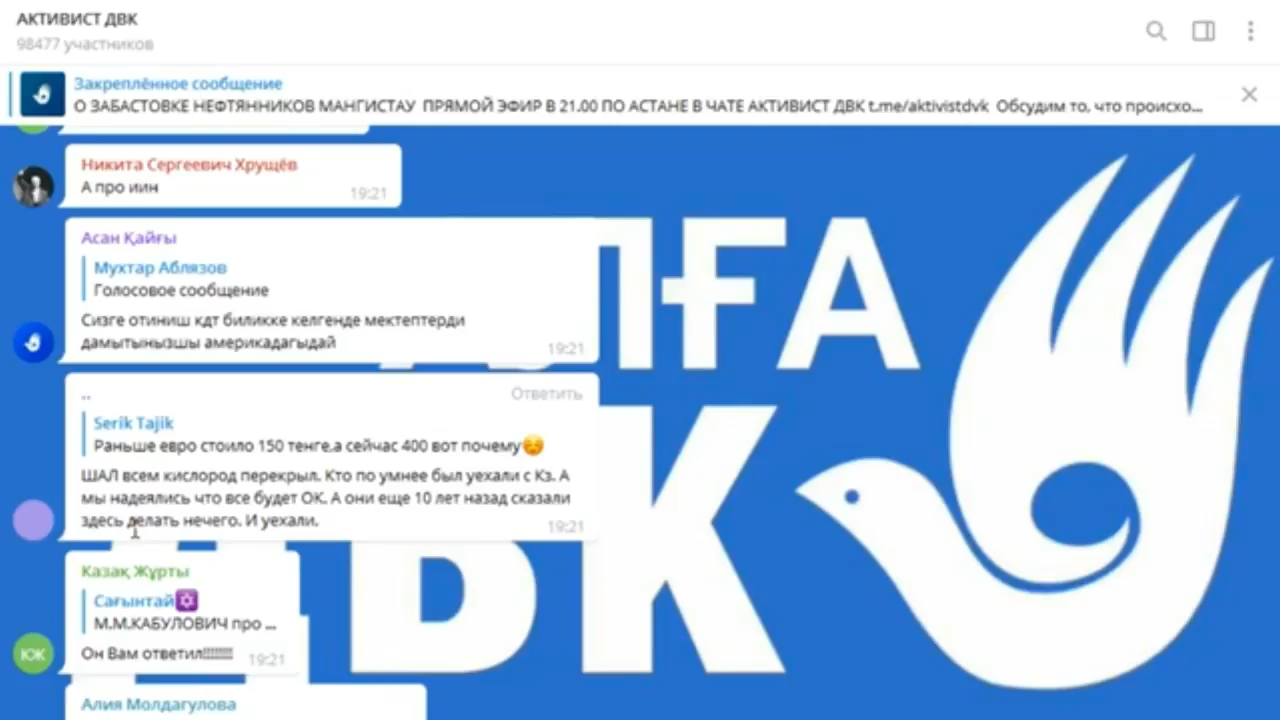 АКТИВИСТ ДВК
98477 участников
Закреплённое сообщение
О ЗАБАСТОВКЕ НЕФТЯННИКОВ МАНГИСТАУ ПРЯМОЙ ЭФИР В 21.00 ПО АСТАНЕ В ЧАТЕ АКТИВИСТ ДВК t.me/aktivistdvk Обсудим то, что происхо...
Никита Сергеевич Хрущёв
А про иин
19:21
Асан Қайғы
Мухтар Аблязов
Голосовое сообщение
Сизге отиниш кдт биликке келгенде мектептерди
дамытынызшы америкадагыдай
19:21
..
Ответить
Serik Tajik
Раньше евро стоило 150 тенге.а сейчас 400 вот почему😌
ШАЛ всем кислород перекрыл. Кто по умнее был уехали с Кз. А
мы надеялись что все будет ОК. А они еще 10 лет назад сказали
здесь делать нечего. И уехали.
19:21
Казақ Жұрты
Сағынтай🔯
М.М.КАБУЛОВИЧ про ...
ЮК
Он Вам ответил!!!!!!!!
19:21
Алия Молдагулова
ҒА
ВК